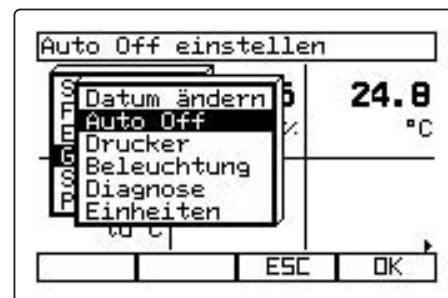 Auto Off einstellen
24.8
%
°C
Datum ändern
Auto Off
Drucker
Beleuchtung
Diagnose
Einheiten
ESC
OK